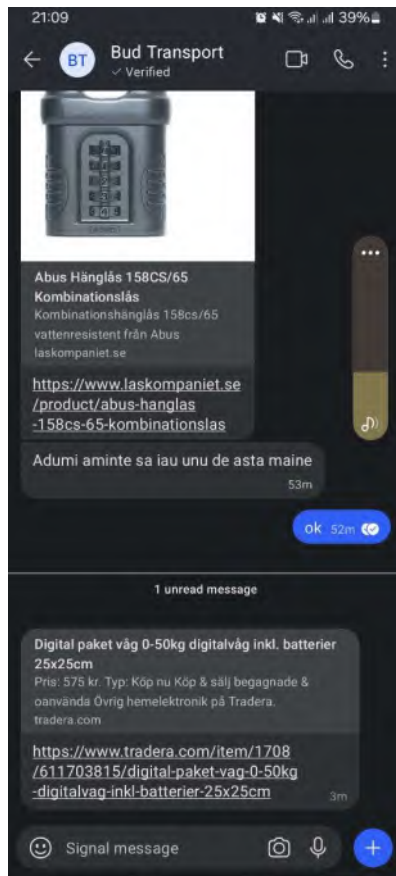 21:09
39%
BT
Bud Transport
Verified
Abus Hänglås 158CS/65
Kombinationslås
Kombinationshänglås 158cs/65
vattenresistent från Abus
laskompaniet.se
https://www.laskompaniet.se
/product/abus-hanglas
-158cs-65-kombinationslas
Adumi aminte sa iau unu de asta maine
53m
ok 52m
1 unread message
Digital paket våg 0-50kg digitalvåg inkl. batterier
25x25cm
Pris: 575 kr. Typ: Köp nu Köp & sälj begagnade &
oanvända Övrig hemelektronik på Tradera.
tradera.com
https://www.tradera.com/item/1708
/611703815/digital-paket-vag-0-50kg
-digitalvag-inkl-batterier-25x25cm
3m
Signal message